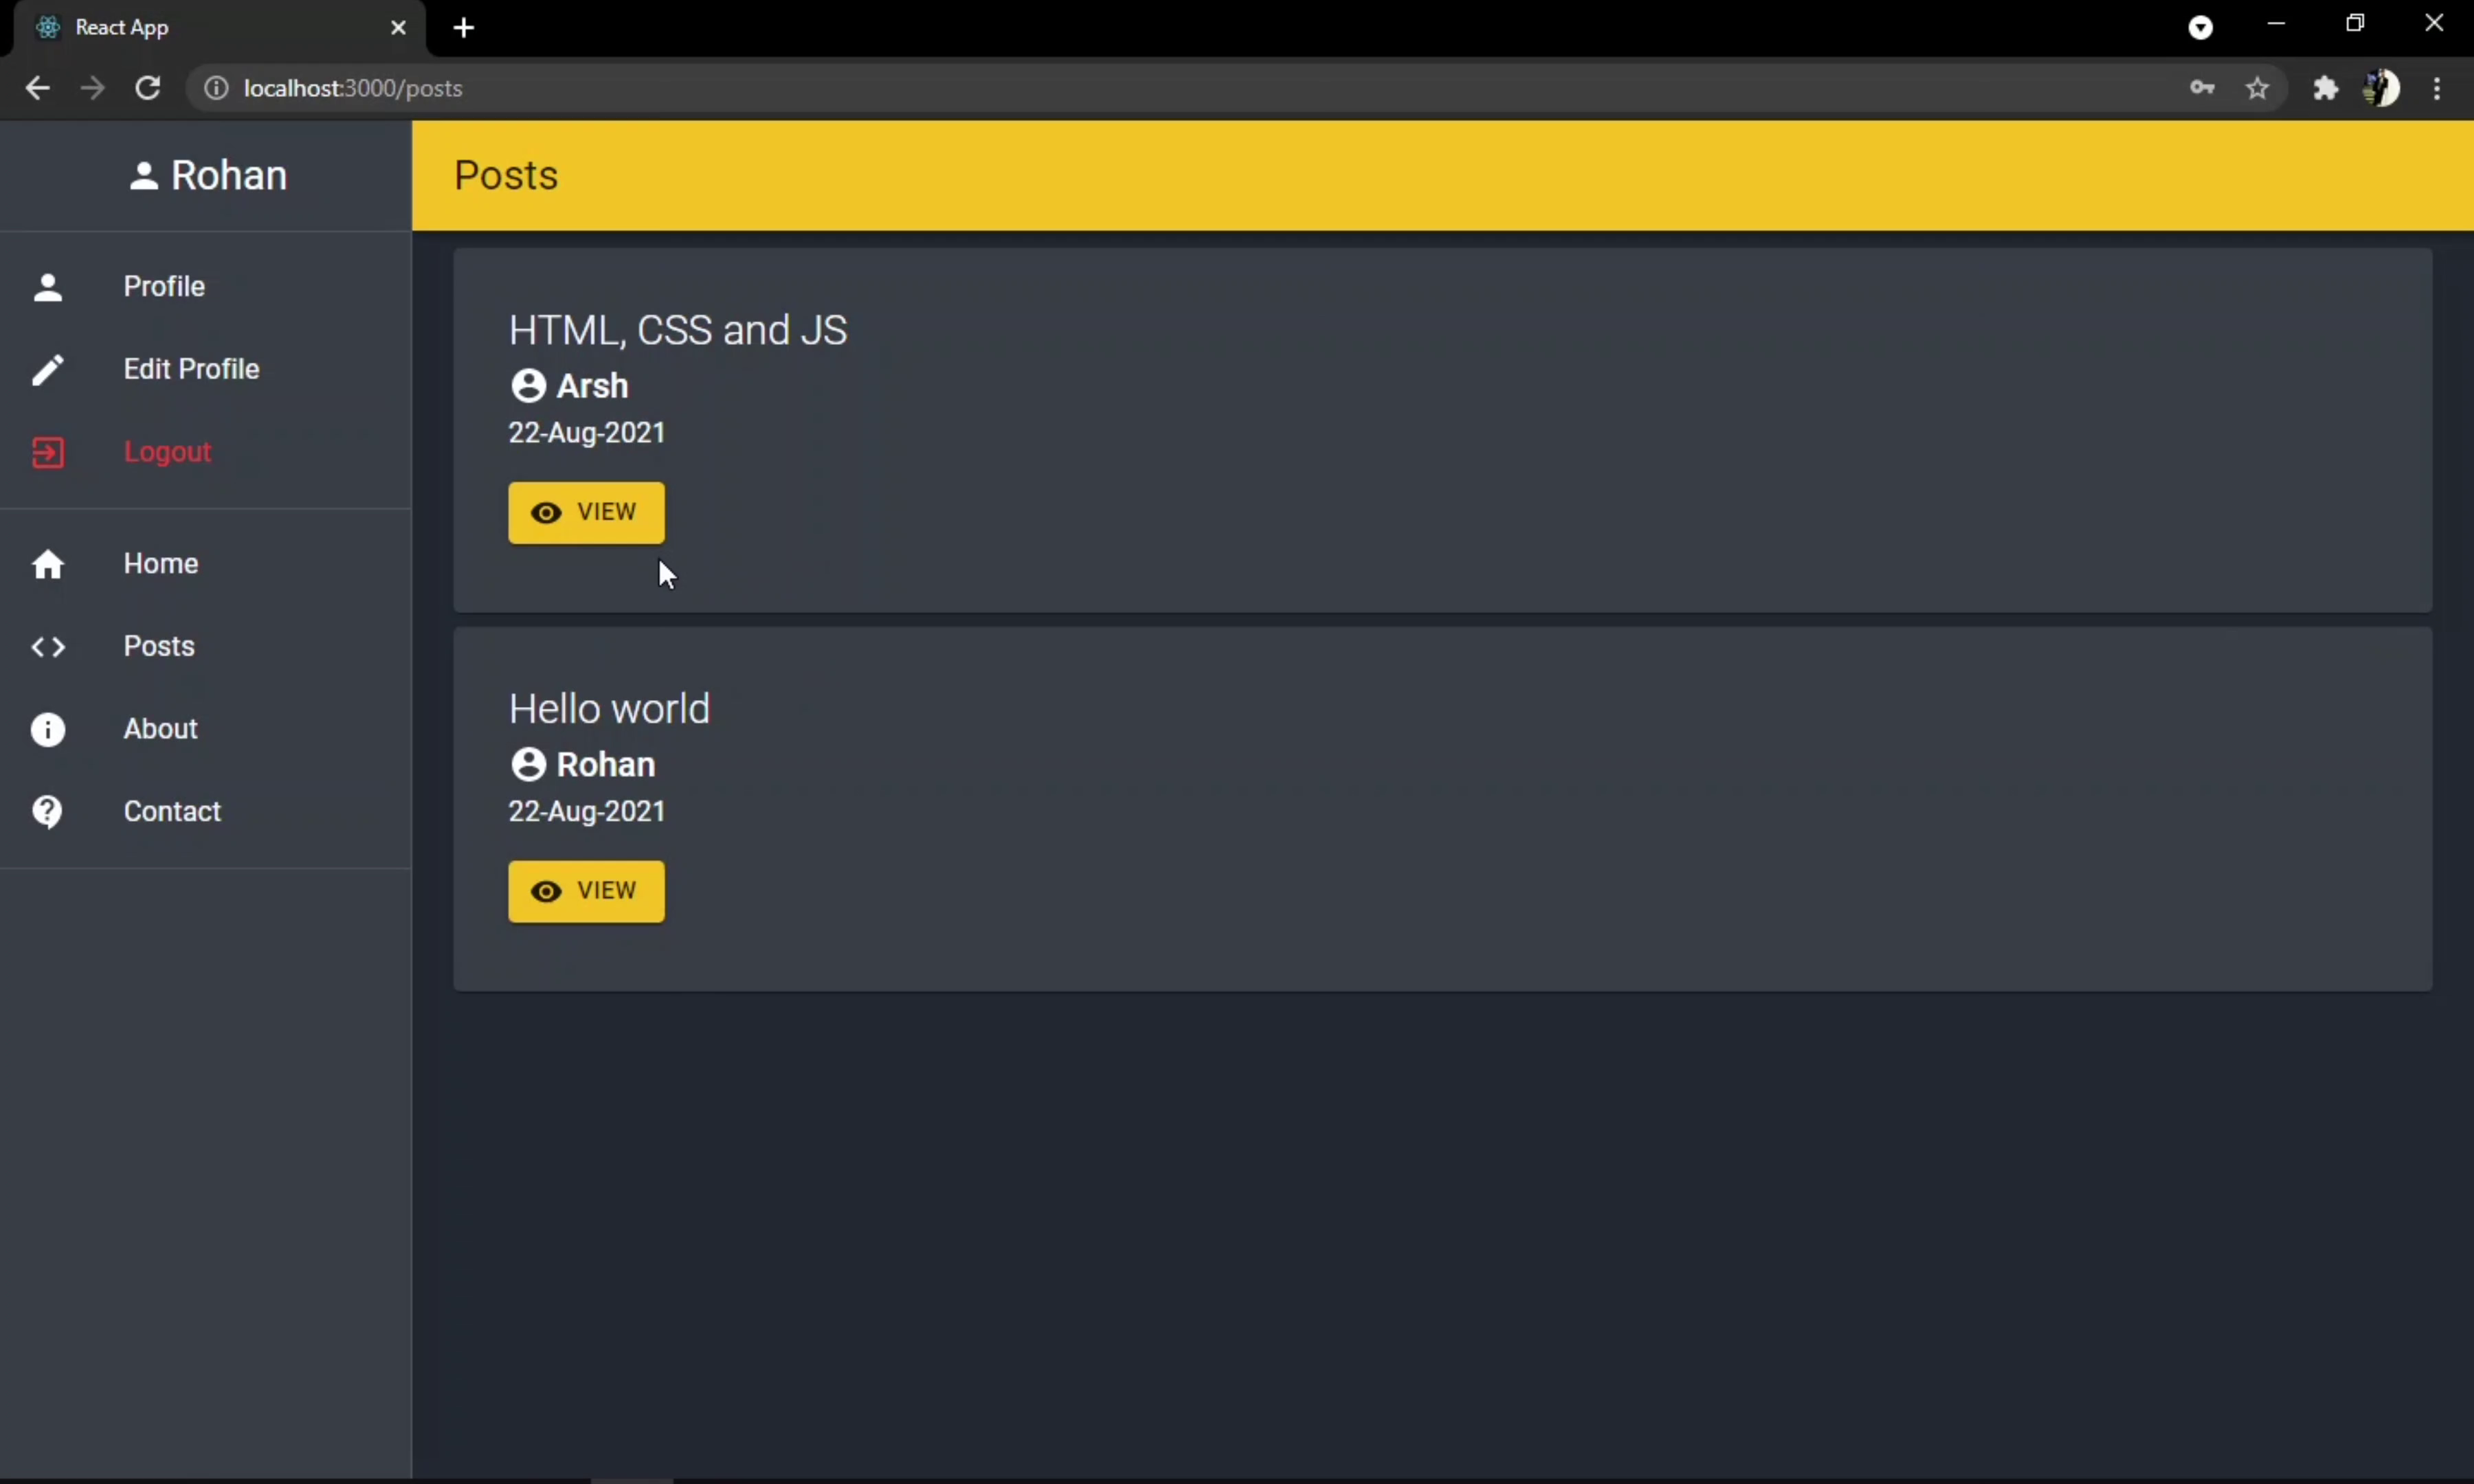 React App
localhost:3000/posts
Rohan
Posts
Profile
Edit Profile
Logout
Home
Posts
About
Contact
HTML, CSS and JS
Arsh
22-Aug-2021
VIEW
Hello world
Rohan
22-Aug-2021
VIEW